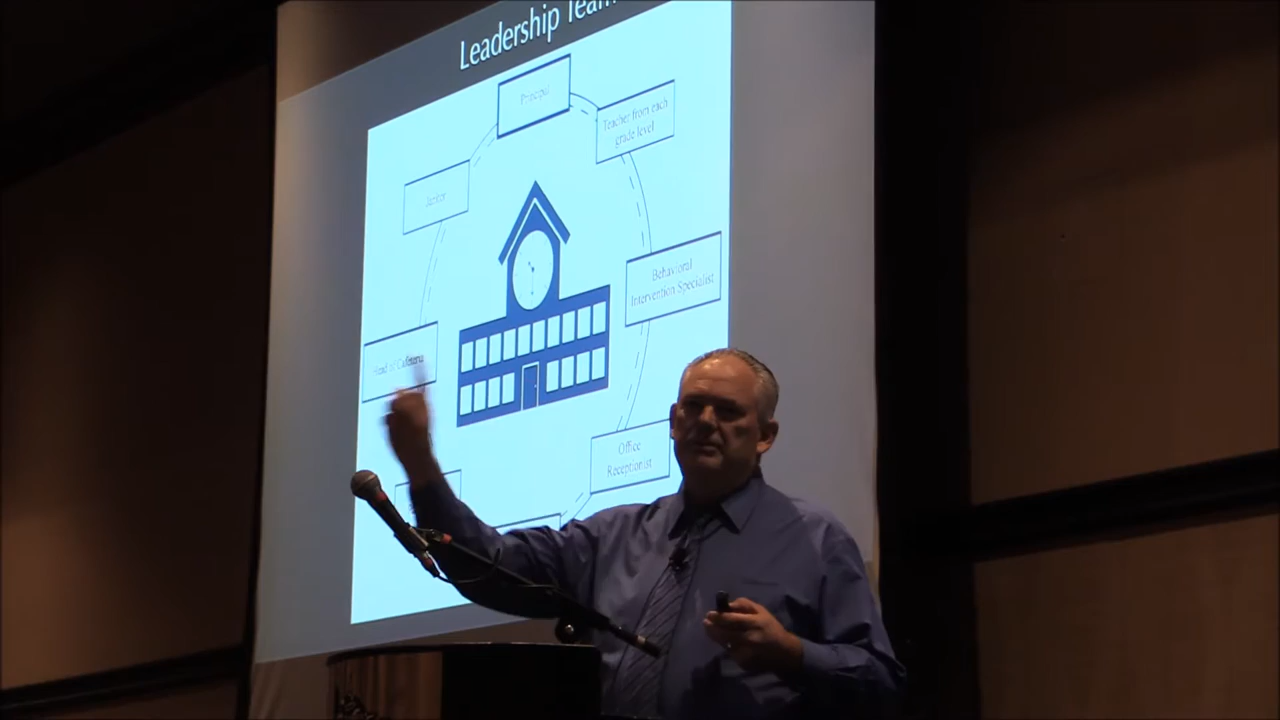 Leadership Team
Principal
Teacher from each
grade level
Janitor
Behavioral
Intervention Specialist
Head of Cafeteria
Office
Receptionist